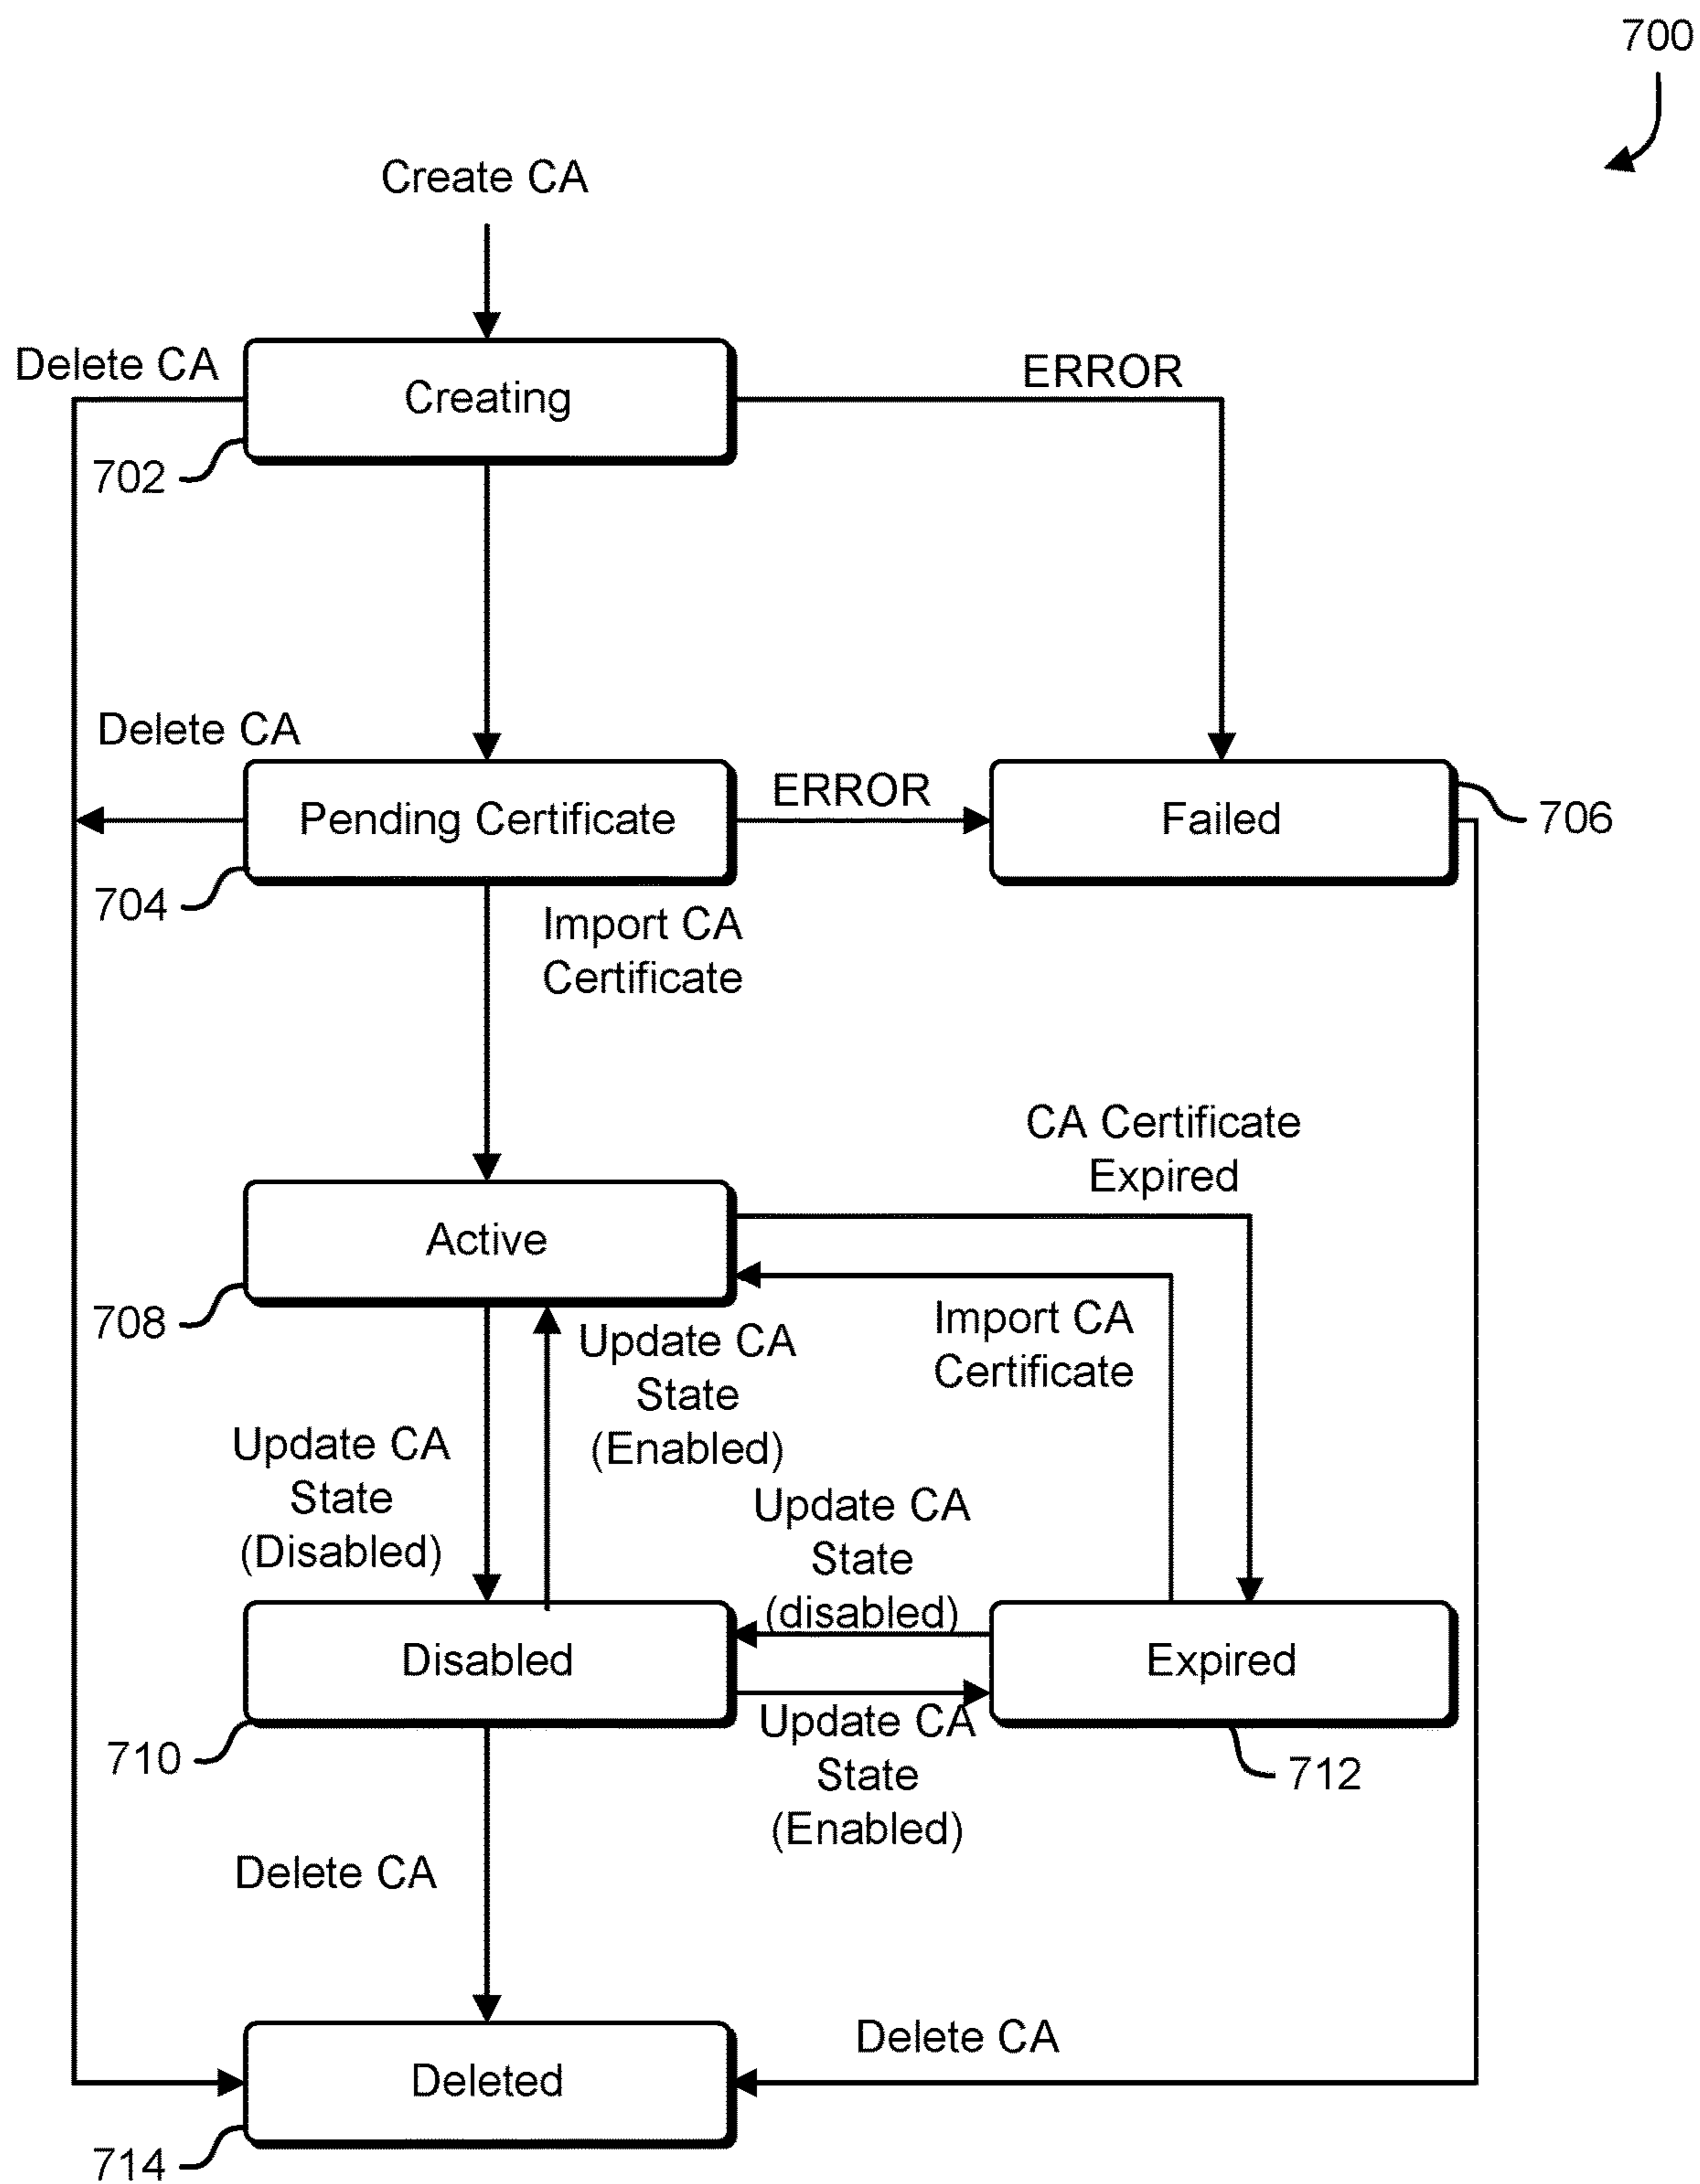 700
Create CA
Delete CA
Creating
ERROR
702
Delete CA
Pending Certificate
ERROR
Failed
706
704
Import CA
Certificate
CA Certificate
Expired
Active
708
Import CA
Certificate
Update CA
State
(Enabled)
Update CA
State
(Disabled)
Update CA
State
(disabled)
Disabled
Expired
710
Update CA
State
(Enabled)
712
Delete CA
Delete CA
Deleted
714